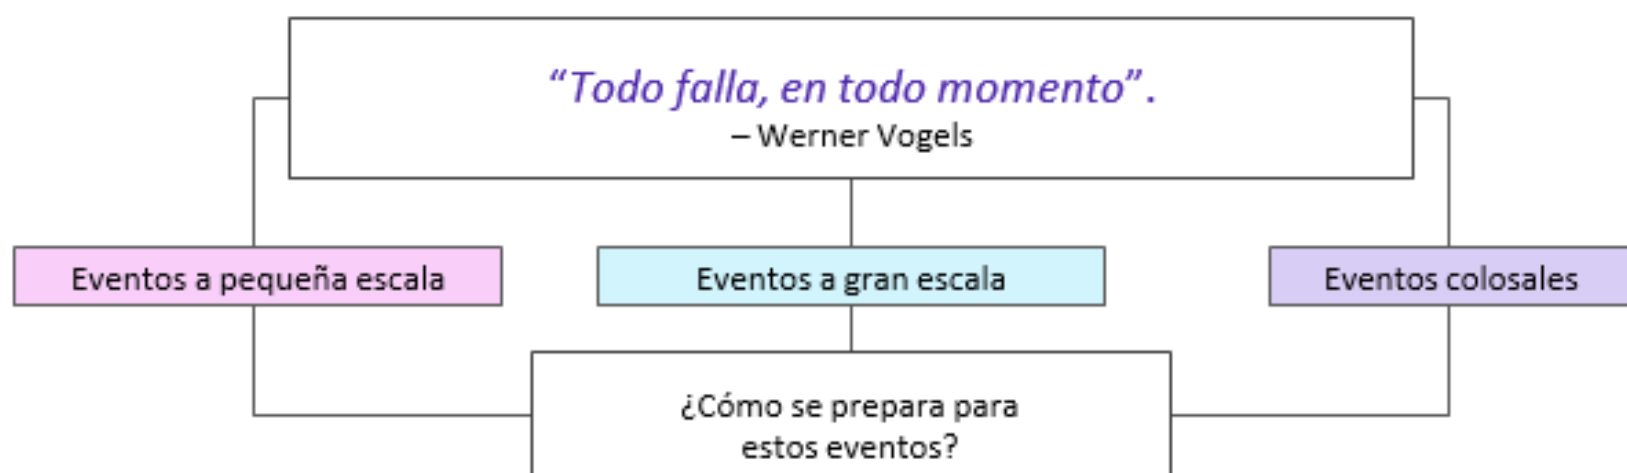 “Todo falla, en todo momento”.
– Werner Vogels
Eventos a pequeña escala
Eventos a gran escala
Eventos colosales
¿Cómo se prepara para
estos eventos?